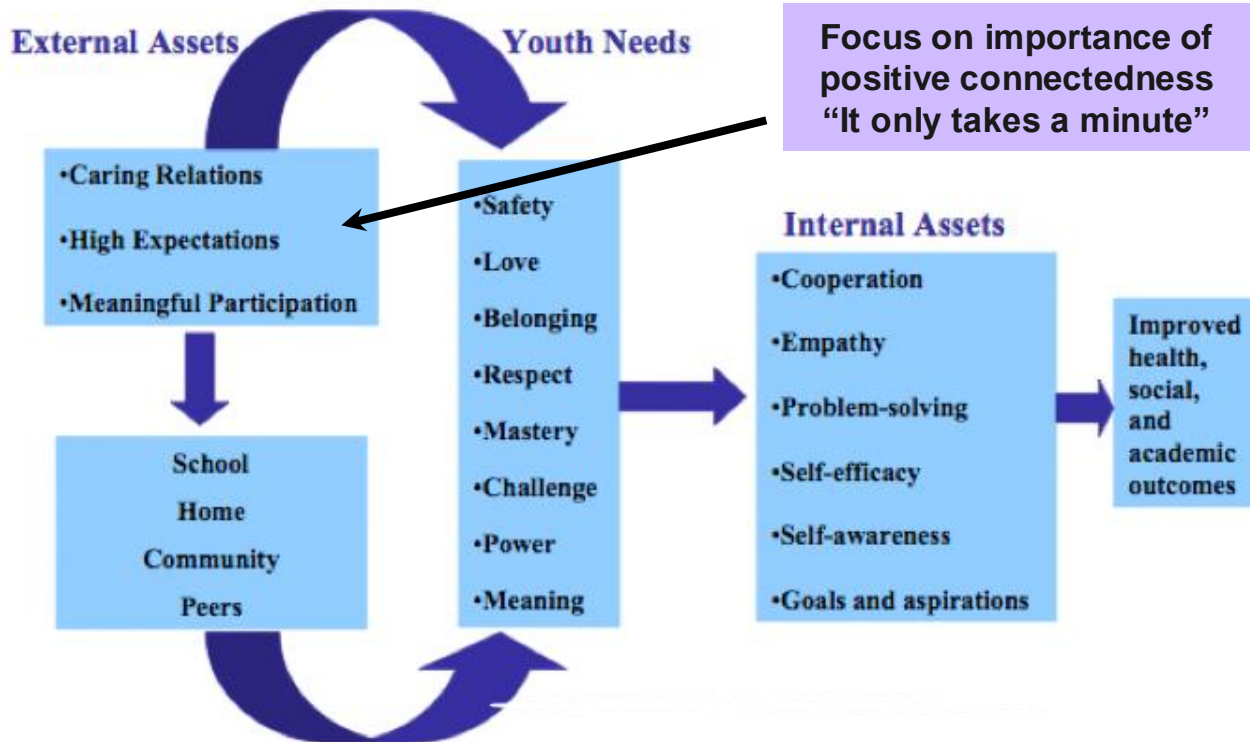 External Assets
Youth Needs
Focus on importance of
positive connectedness
“It only takes a minute”
•Caring Relations
•High Expectations
•Meaningful Participation
School
Home
Community
Peers
•Safety
•Love
•Belonging
•Respect
•Mastery
•Challenge
•Power
•Meaning
Internal Assets
•Cooperation
•Empathy
•Problem-solving
•Self-efficacy
•Self-awareness
•Goals and aspirations
Improved
health,
social,
and
academic
outcomes